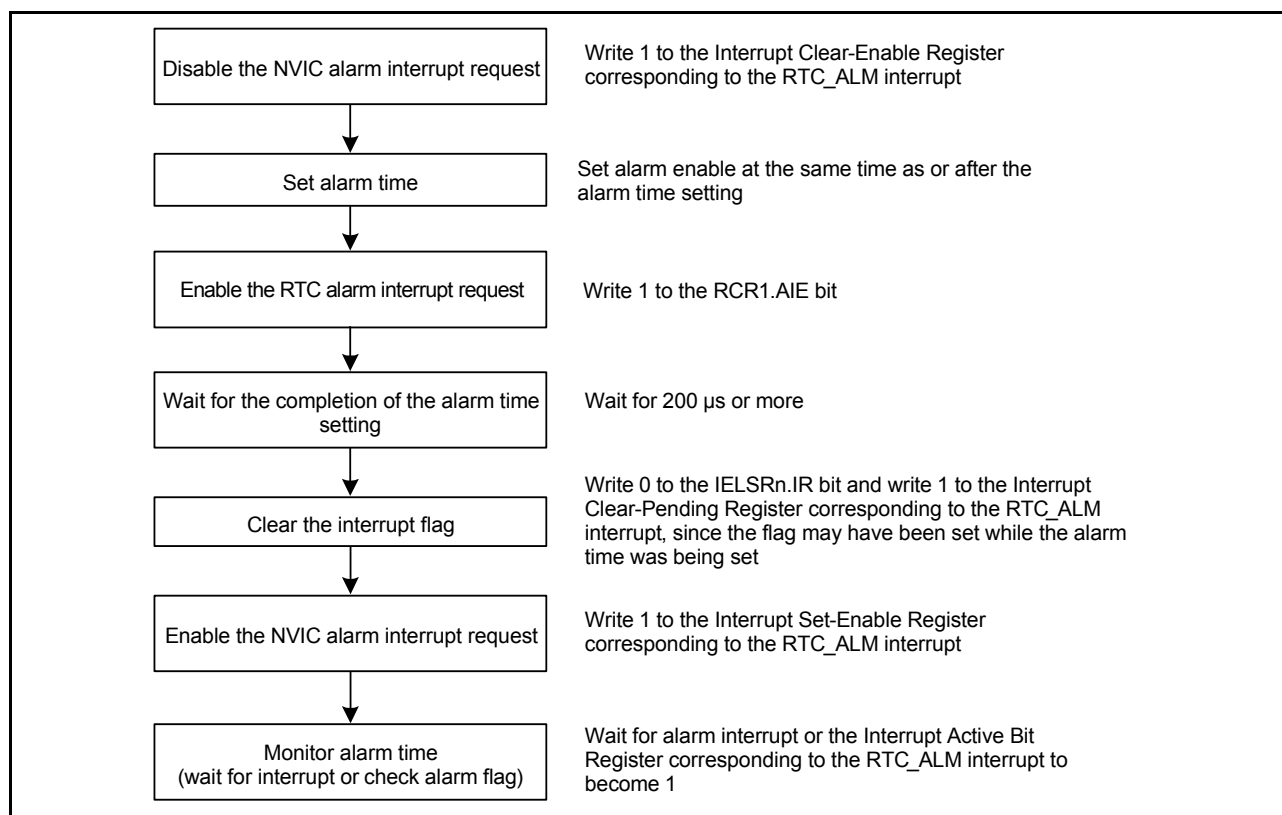 Disable the NVIC alarm interrupt request
Write 1 to the Interrupt Clear-Enable Register
corresponding to the RTC_ALM interrupt
Set alarm time
Set alarm enable at the same time as or after the
alarm time setting
Enable the RTC alarm interrupt request
Write 1 to the RCR1.AIE bit
Wait for the completion of the alarm time
setting
Wait for 200 µs or more
Clear the interrupt flag
Write 0 to the IELSRn.IR bit and write 1 to the Interrupt
Clear-Pending Register corresponding to the RTC_ALM
interrupt, since the flag may have been set while the alarm
time was being set
Enable the NVIC alarm interrupt request
Write 1 to the Interrupt Set-Enable Register
corresponding to the RTC_ALM interrupt
Monitor alarm time
(wait for interrupt or check alarm flag)
Wait for alarm interrupt or the Interrupt Active Bit
Register corresponding to the RTC_ALM interrupt to
become 1